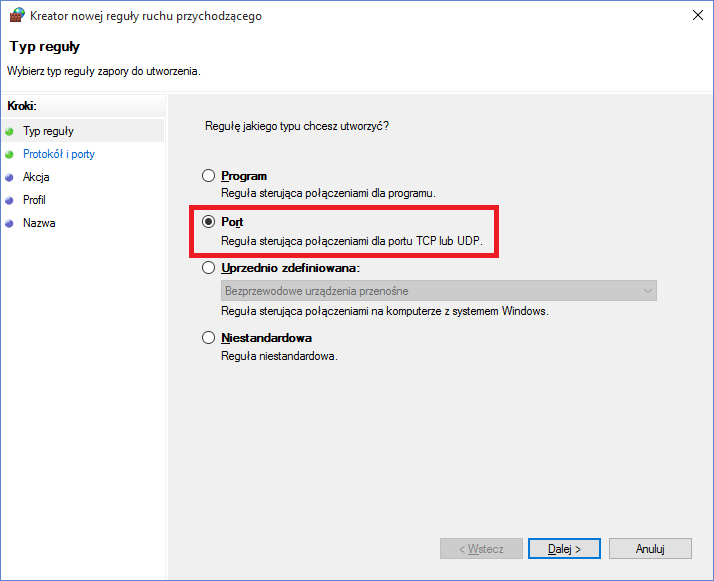 Kreator nowej reguły ruchu przychodzącego
Typ reguły
Wybierz typ reguły zapory do utworzenia.
Kroki:
Typ reguły
Protokół i porty
Akcja
Profil
Nazwa
Regułę jakiego typu chcesz utworzyć?
Program
Reguła sterująca połączeniami dla programu.
Port
Reguła sterująca połączeniami dla portu TCP lub UDP.
Uprzednio zdefiniowana:
Bezprzewodowe urządzenia przenośne
Reguła sterująca połączeniami na komputerze z systemem Windows.
Niestandardowa
Reguła niestandardowa.
< Wstecz
Dalej >
Anuluj